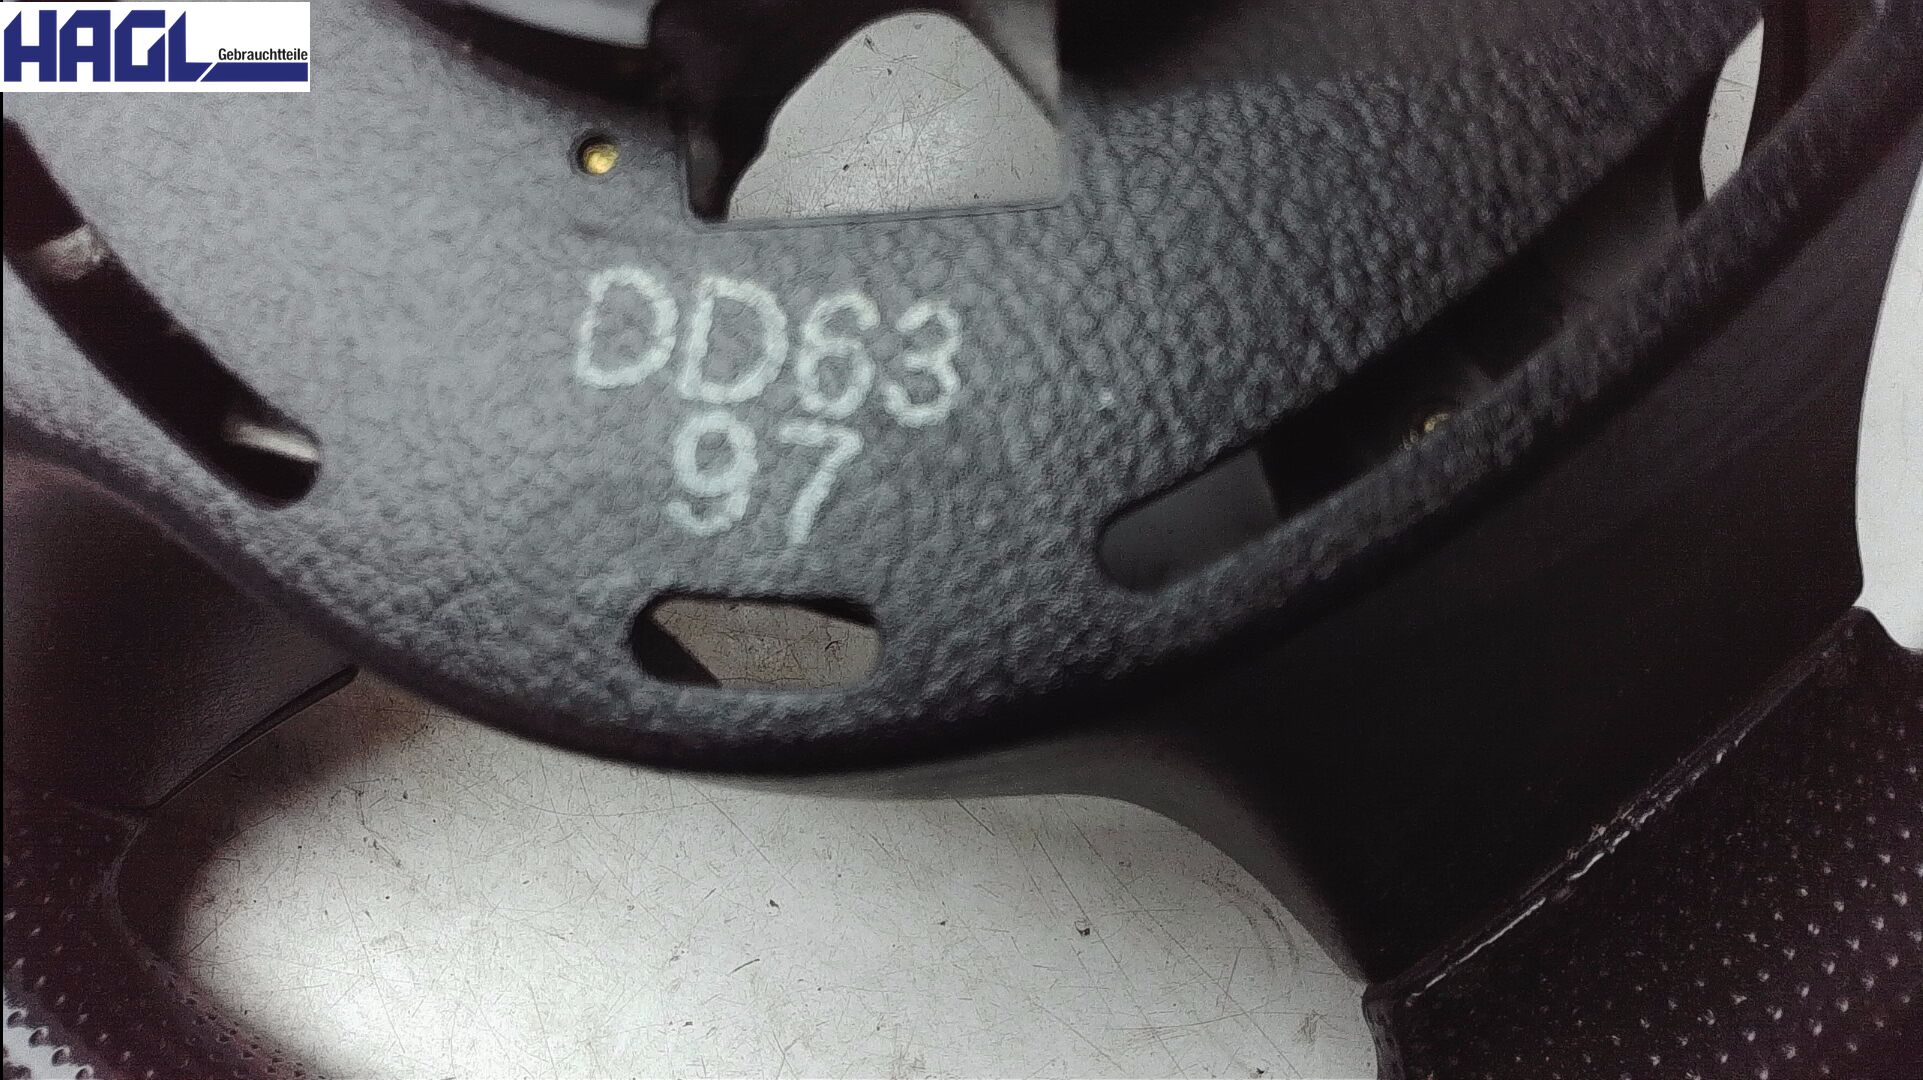 HAGL
Gebrauchtteile
DD63
97